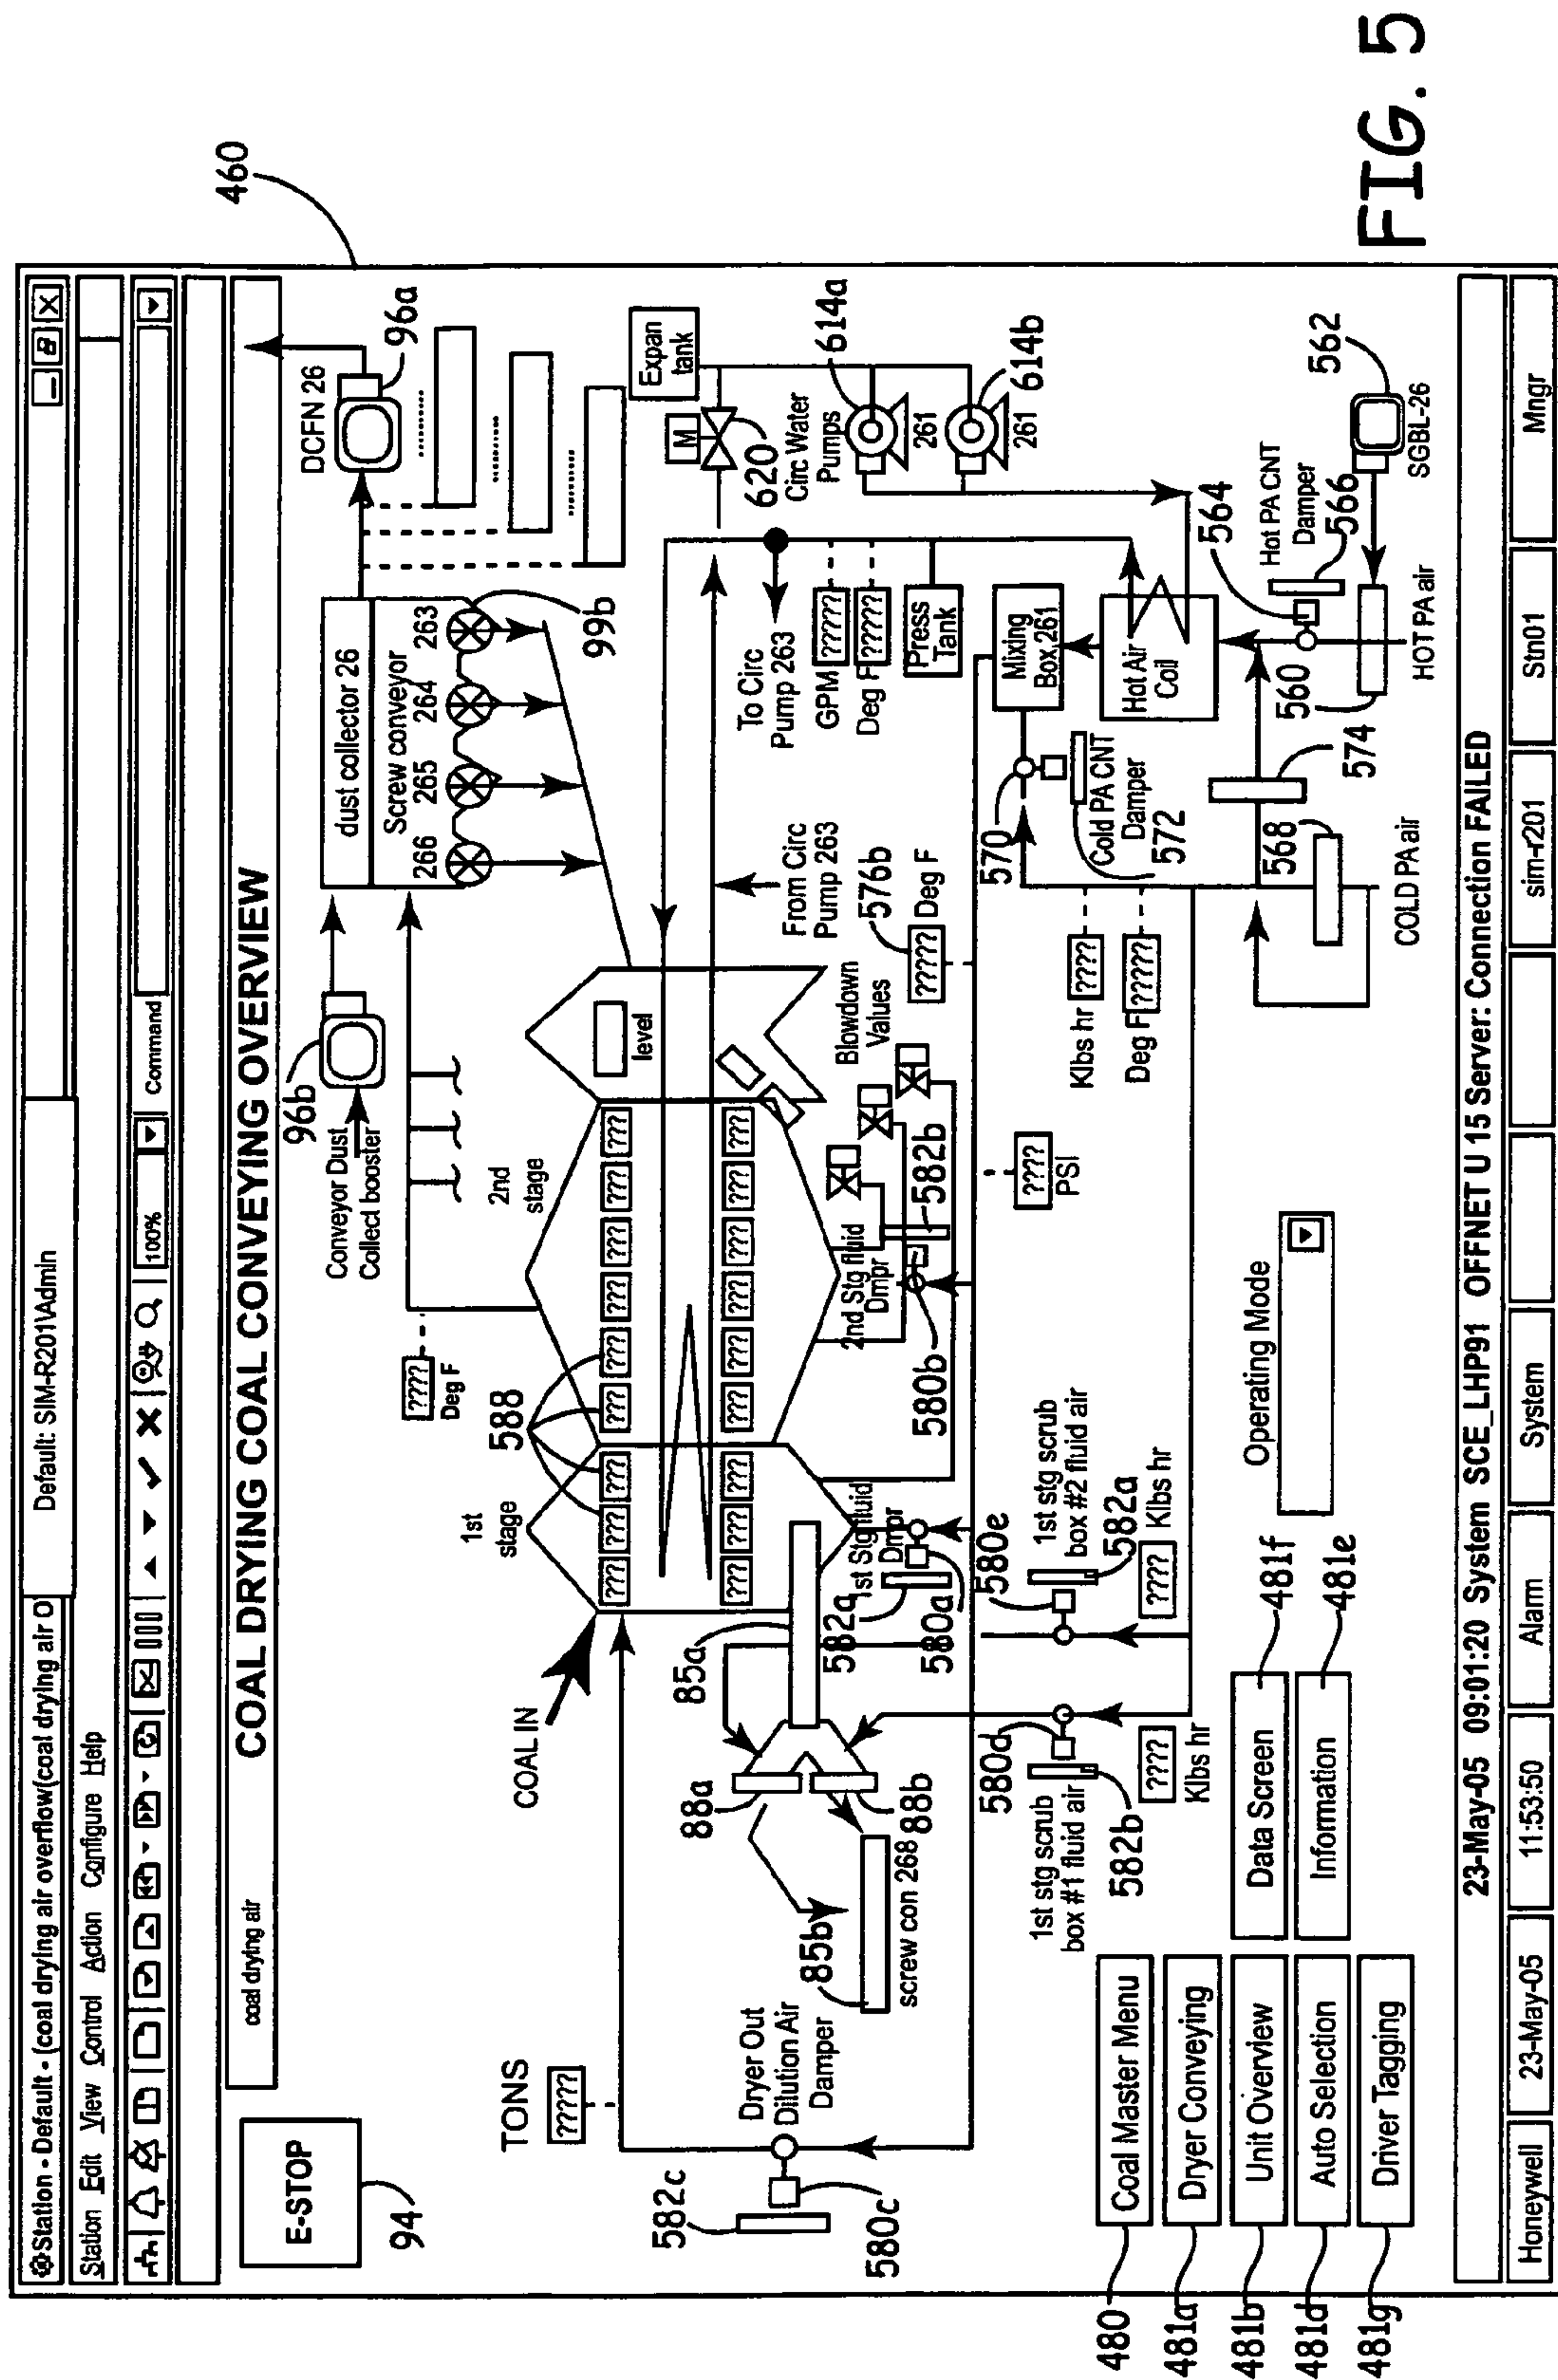 Station - Default - (coal drying air overflow(coal drying air O
Default: SIM-R201\Admin
Station Edit View Control Action Configure Help
100%
Command
coal drying air
COAL DRYING COAL CONVEYING OVERVIEW
460
E-STOP
94
96b
Conveyor Dust
Collect booster
dust collector 26
Screw conveyor
266 265 264 263
99b
DCFN 26
96a
?????
Deg F
TONS
?????
COAL IN
588
1st
stage
2nd
stage
level
??? ??? ??? ??? ??? ??? ??? ??? ???
??? ??? ??? ??? ??? ??? ??? ??? ???
Expan
tank
M
620
Circ Water
Pumps
614a
261
614b
261
To Circ
Pump 263
From Circ
Pump 263
GPM ?????
Deg F ?????
Press
Tank
582c
580c
Dryer Out
Dilution Air
Damper
88a
88b
85a
85b
screw con 268
582a
1st Stg fluid
Dmpr
580a
2nd Stg fluid
Dmpr
580b
582b
Blowdown
Values
576b
????? Deg F
????
PSI
Mixing
Box 261
Hot Air
Coil
570
Cold PA CNT
Damper
572
Klbs hr ????
Deg F ?????
580d
1st stg scrub
box #1 fluid air
582b
????
Klbs hr
580e
1st stg scrub
box #2 fluid air
582a
????
Klbs hr
564
Hot PA CNT
Damper
566
562
SGBL-26
560
574
568
HOT PA air
COLD PA air
480 Coal Master Menu
481a Dryer Conveying
481b Unit Overview
481d Auto Selection
481g Driver Tagging
Data Screen 481f
Information 481e
Operating Mode
23-May-05 09:01:20 System SCE_LHP91 OFFNET U 15 Server: Connection FAILED
Honeywell 23-May-05 11:53:50 Alarm System sim-r201 Stn01 Mngr
FIG. 5